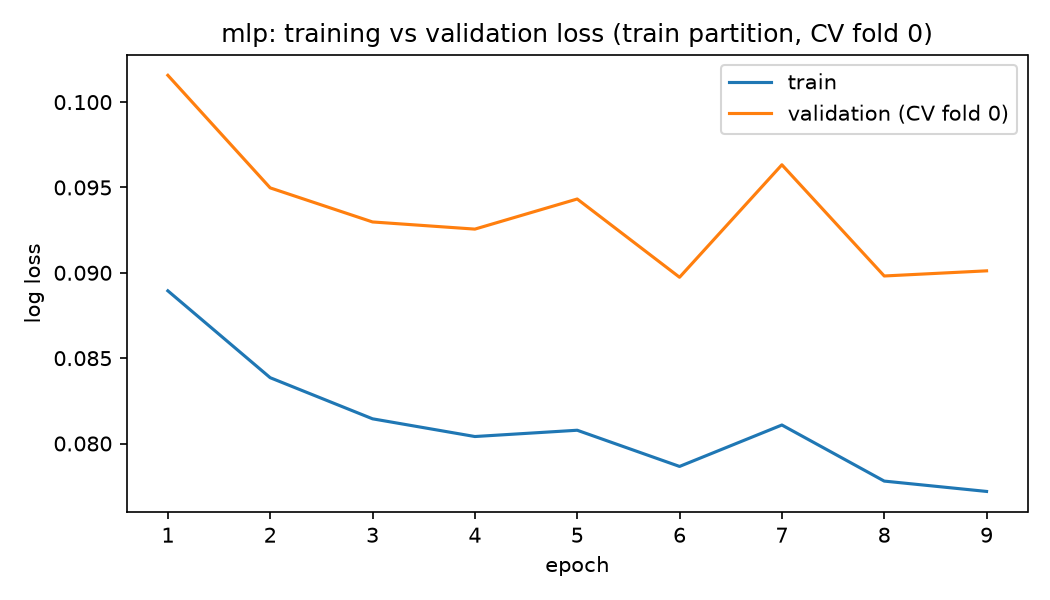 mlp: training vs validation loss (train partition, CV fold 0)
train
validation (CV fold 0)
log loss
0.100
0.095
0.090
0.085
0.080
1 2 3 4 5 6 7 8 9
epoch